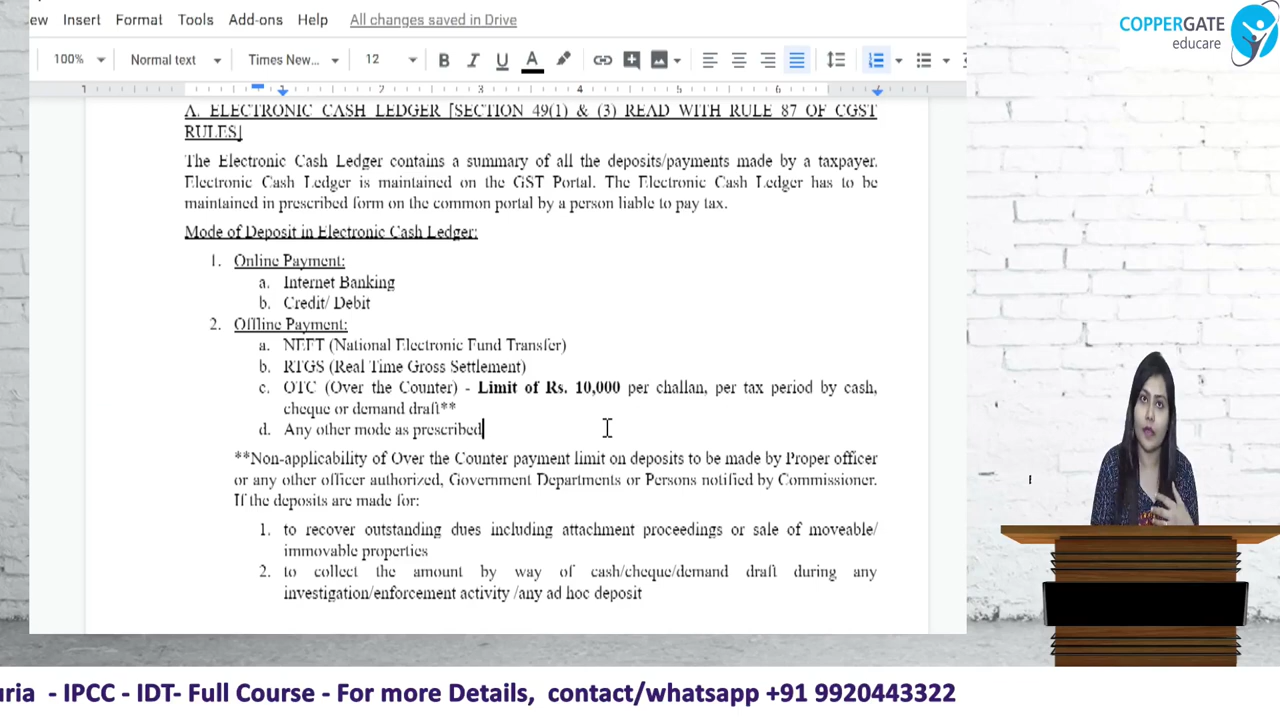 ew Insert Format Tools Add-ons Help All changes saved in Drive
COPPERGATE
educare
100% Normal text Times New... 12 B I U A
1 1 2 3 4 5 6 7
A. ELECTRONIC CASH LEDGER [SECTION 49(1) & (3) READ WITH RULE 87 OF CGST
RULES]
The Electronic Cash Ledger contains a summary of all the deposits/payments made by a taxpayer.
Electronic Cash Ledger is maintained on the GST Portal. The Electronic Cash Ledger has to be
maintained in prescribed form on the common portal by a person liable to pay tax.
Mode of Deposit in Electronic Cash Ledger:
1. Online Payment:
a. Internet Banking
b. Credit/ Debit
2. Offline Payment:
a. NEFT (National Electronic Fund Transfer)
b. RTGS (Real Time Gross Settlement)
c. OTC (Over the Counter) - Limit of Rs. 10,000 per challan, per tax period by cash,
cheque or demand draft**
d. Any other mode as prescribed
**Non-applicability of Over the Counter payment limit on deposits to be made by Proper officer
or any other officer authorized, Government Departments or Persons notified by Commissioner.
If the deposits are made for:
1. to recover outstanding dues including attachment proceedings or sale of moveable/
immovable properties
2. to collect the amount by way of cash/cheque/demand draft during any
investigation/enforcement activity /any ad hoc deposit
uria - IPCC - IDT- Full Course - For more Details, contact/whatsapp +91 9920443322